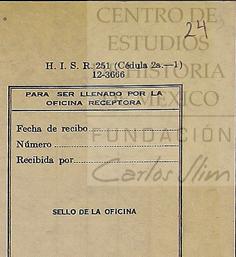 CENTRO DE
ESTUDIOS
24
H. I. S. R. 251 (Cédula 2a.—1)
HISTORIA
12-3666
MÉXICO
PARA SER LLENADO POR LA
OFICINA RECEPTORA
Fecha de recibo
FUNDACIÓN
Número
Recibida por
Carlos Slim
SELLO DE LA OFICINA